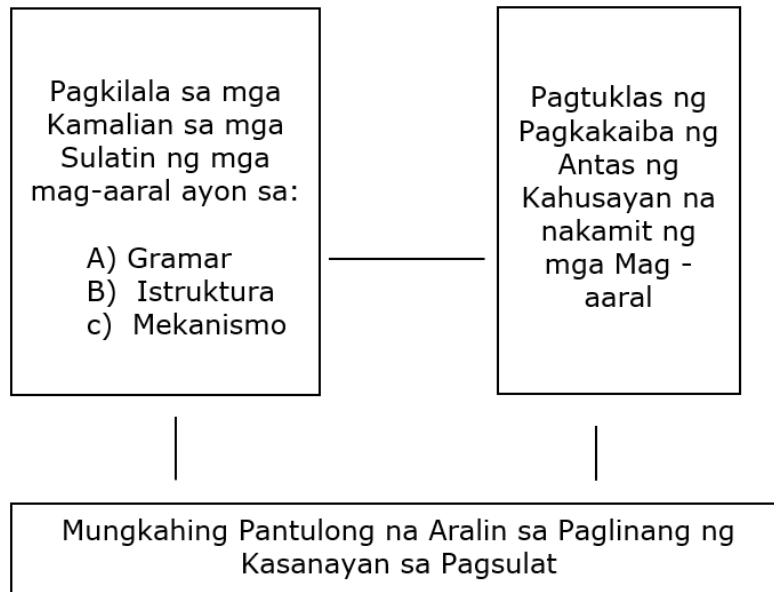 Pagkilala sa mga
Kamalian sa mga
Sulatin ng mga
mag-aaral ayon sa:
A) Gramar
B) Istruktura
c) Mekanismo
Pagtuklas ng
Pagkakaiba ng
Antas ng
Kahusayan na
nakamit ng
mga Mag -
aaral
Mungkahing Pantulong na Aralin sa Paglinang ng
Kasanayan sa Pagsulat